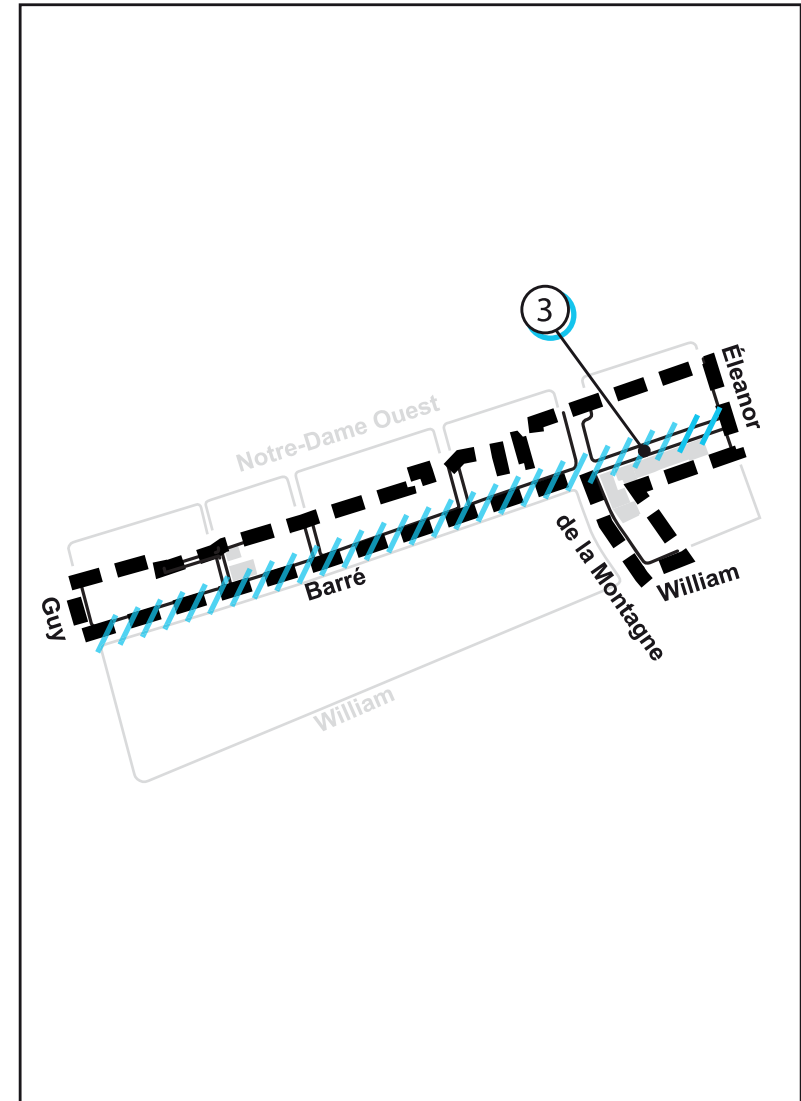 3
Éleanor
Notre-Dame Ouest
de la Montagne
William
Barré
Guy
William